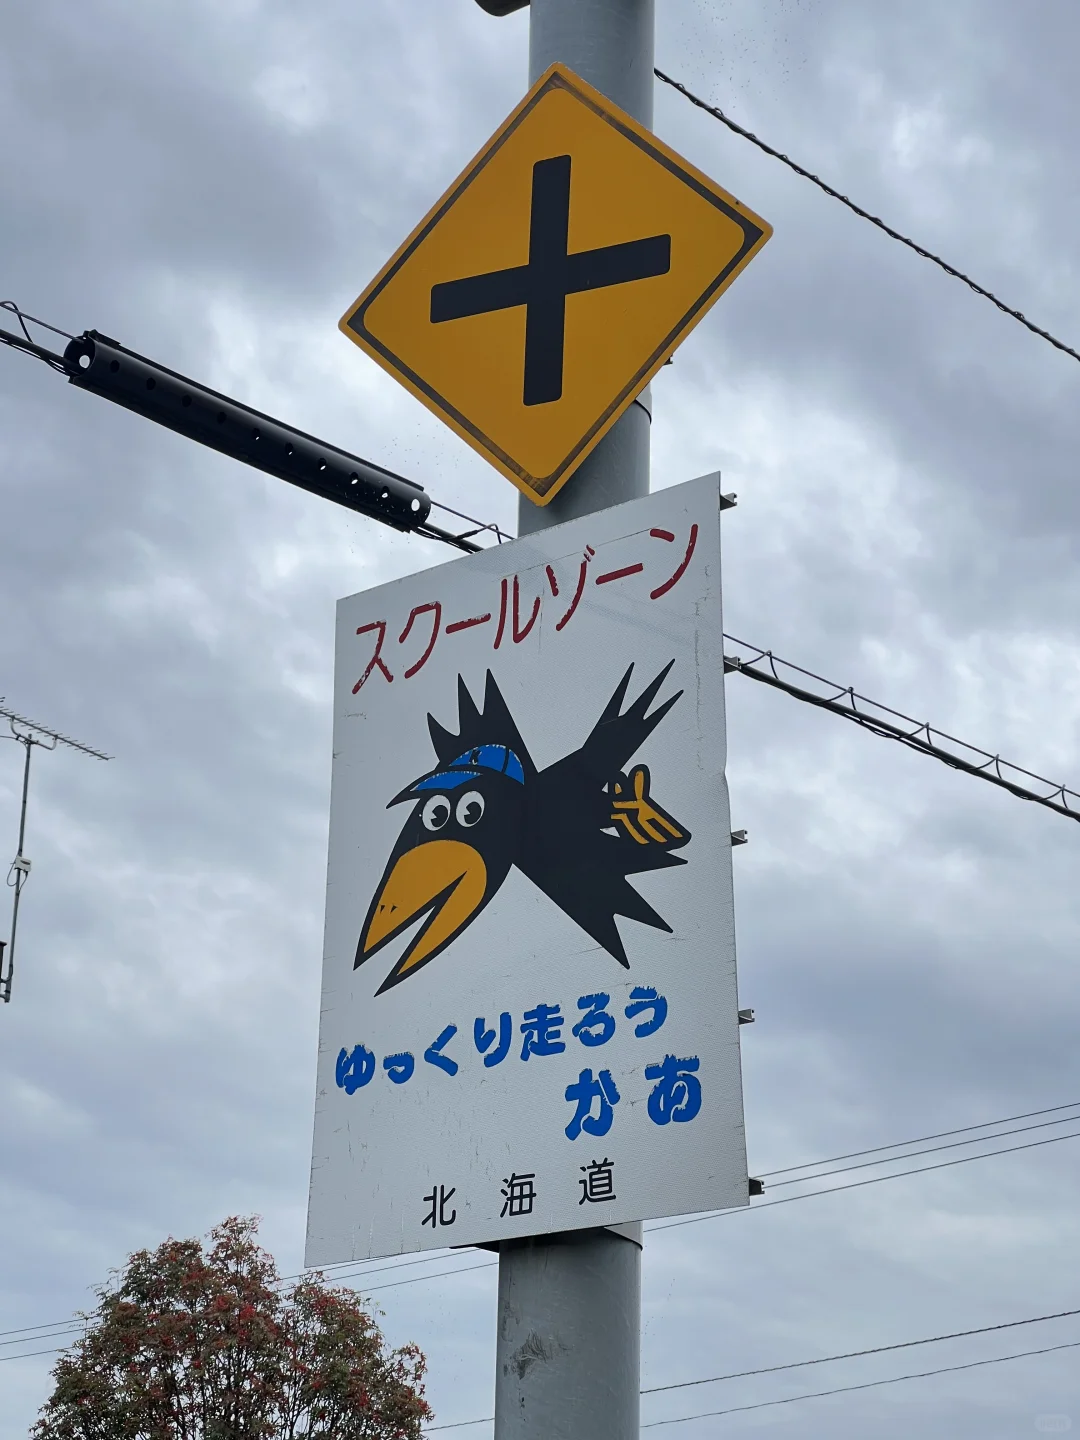 スクールゾーン
ゆっくり走ろう
かあ
北海道